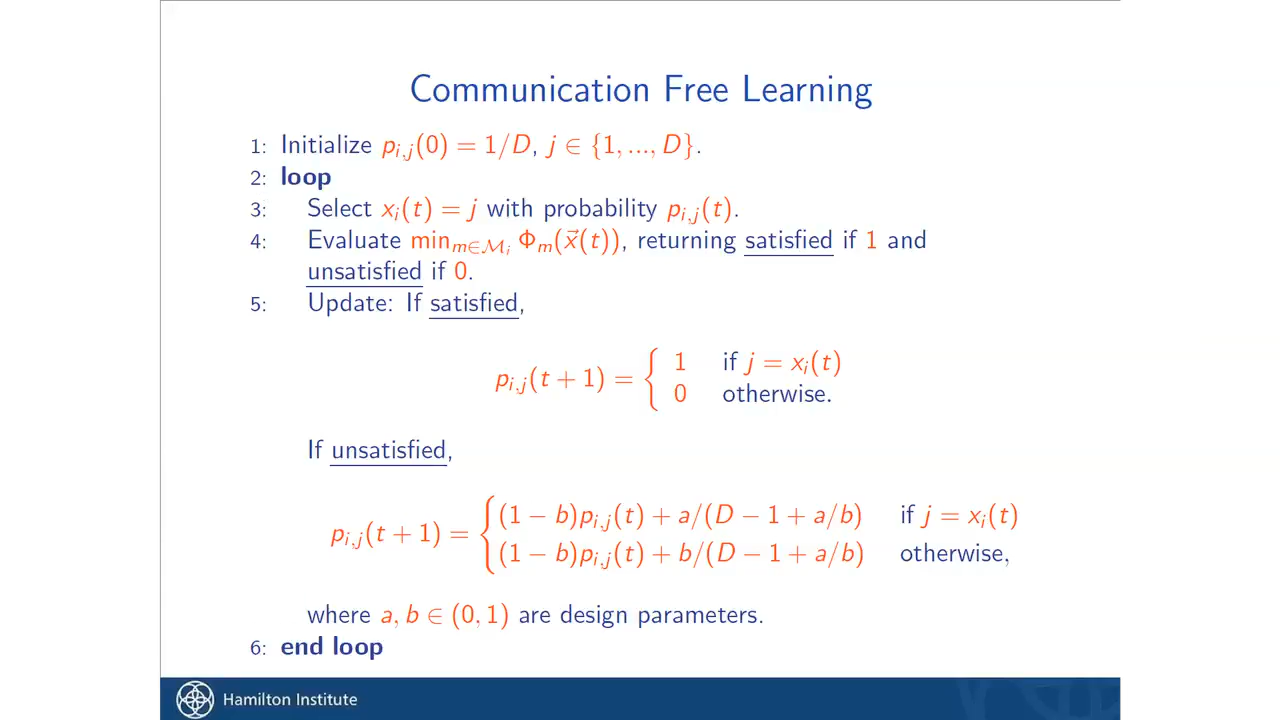 Communication Free Learning
1: Initialize p_{i,j}(0) = 1/D, j ∈ {1, ..., D}.
2: loop
3: Select x_i(t) = j with probability p_{i,j}(t).
4: Evaluate min_{m∈ℳ_i} Φ_m(x⃗(t)), returning satisfied if 1 and
unsatisfied if 0.
5: Update: If satisfied,
p_{i,j}(t + 1) = { 1 if j = x_i(t)
0 otherwise.
If unsatisfied,
p_{i,j}(t + 1) = { (1 − b)p_{i,j}(t) + a/(D − 1 + a/b) if j = x_i(t)
(1 − b)p_{i,j}(t) + b/(D − 1 + a/b) otherwise,
where a, b ∈ (0, 1) are design parameters.
6: end loop
Hamilton Institute